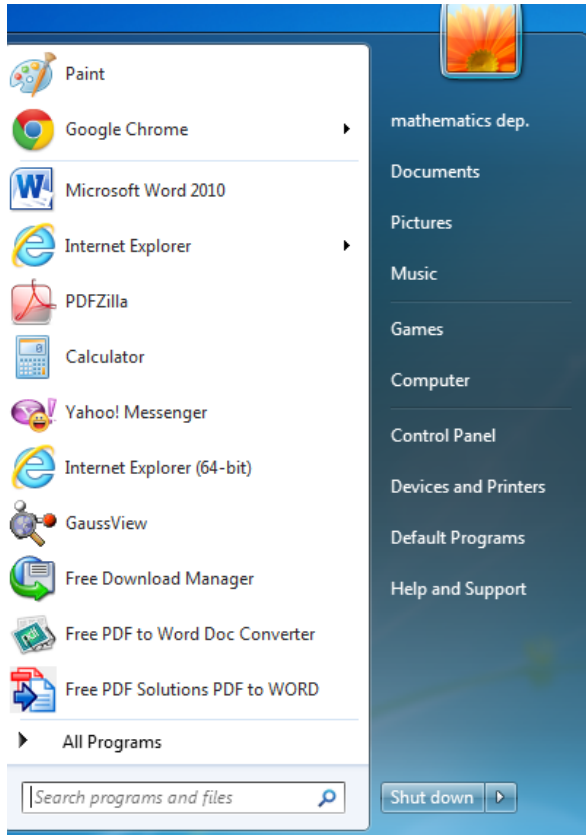 Paint
Google Chrome
Microsoft Word 2010
Internet Explorer
PDFZilla
Calculator
Yahoo! Messenger
Internet Explorer (64-bit)
GaussView
Free Download Manager
Free PDF to Word Doc Converter
Free PDF Solutions PDF to WORD
All Programs
Search programs and files
mathematics dep.
Documents
Pictures
Music
Games
Computer
Control Panel
Devices and Printers
Default Programs
Help and Support
Shut down